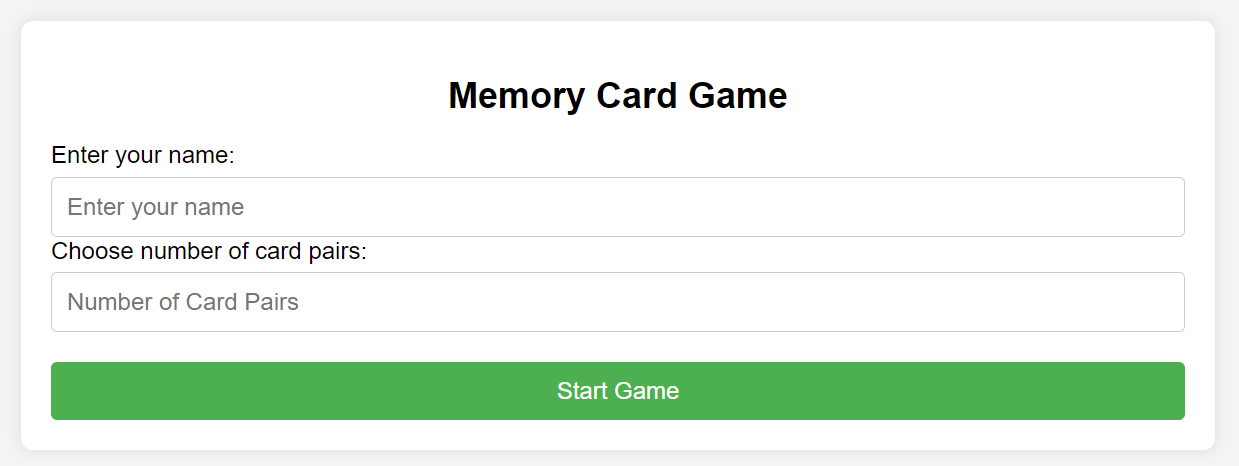 Memory Card Game
Enter your name:
Enter your name
Choose number of card pairs:
Number of Card Pairs
Start Game